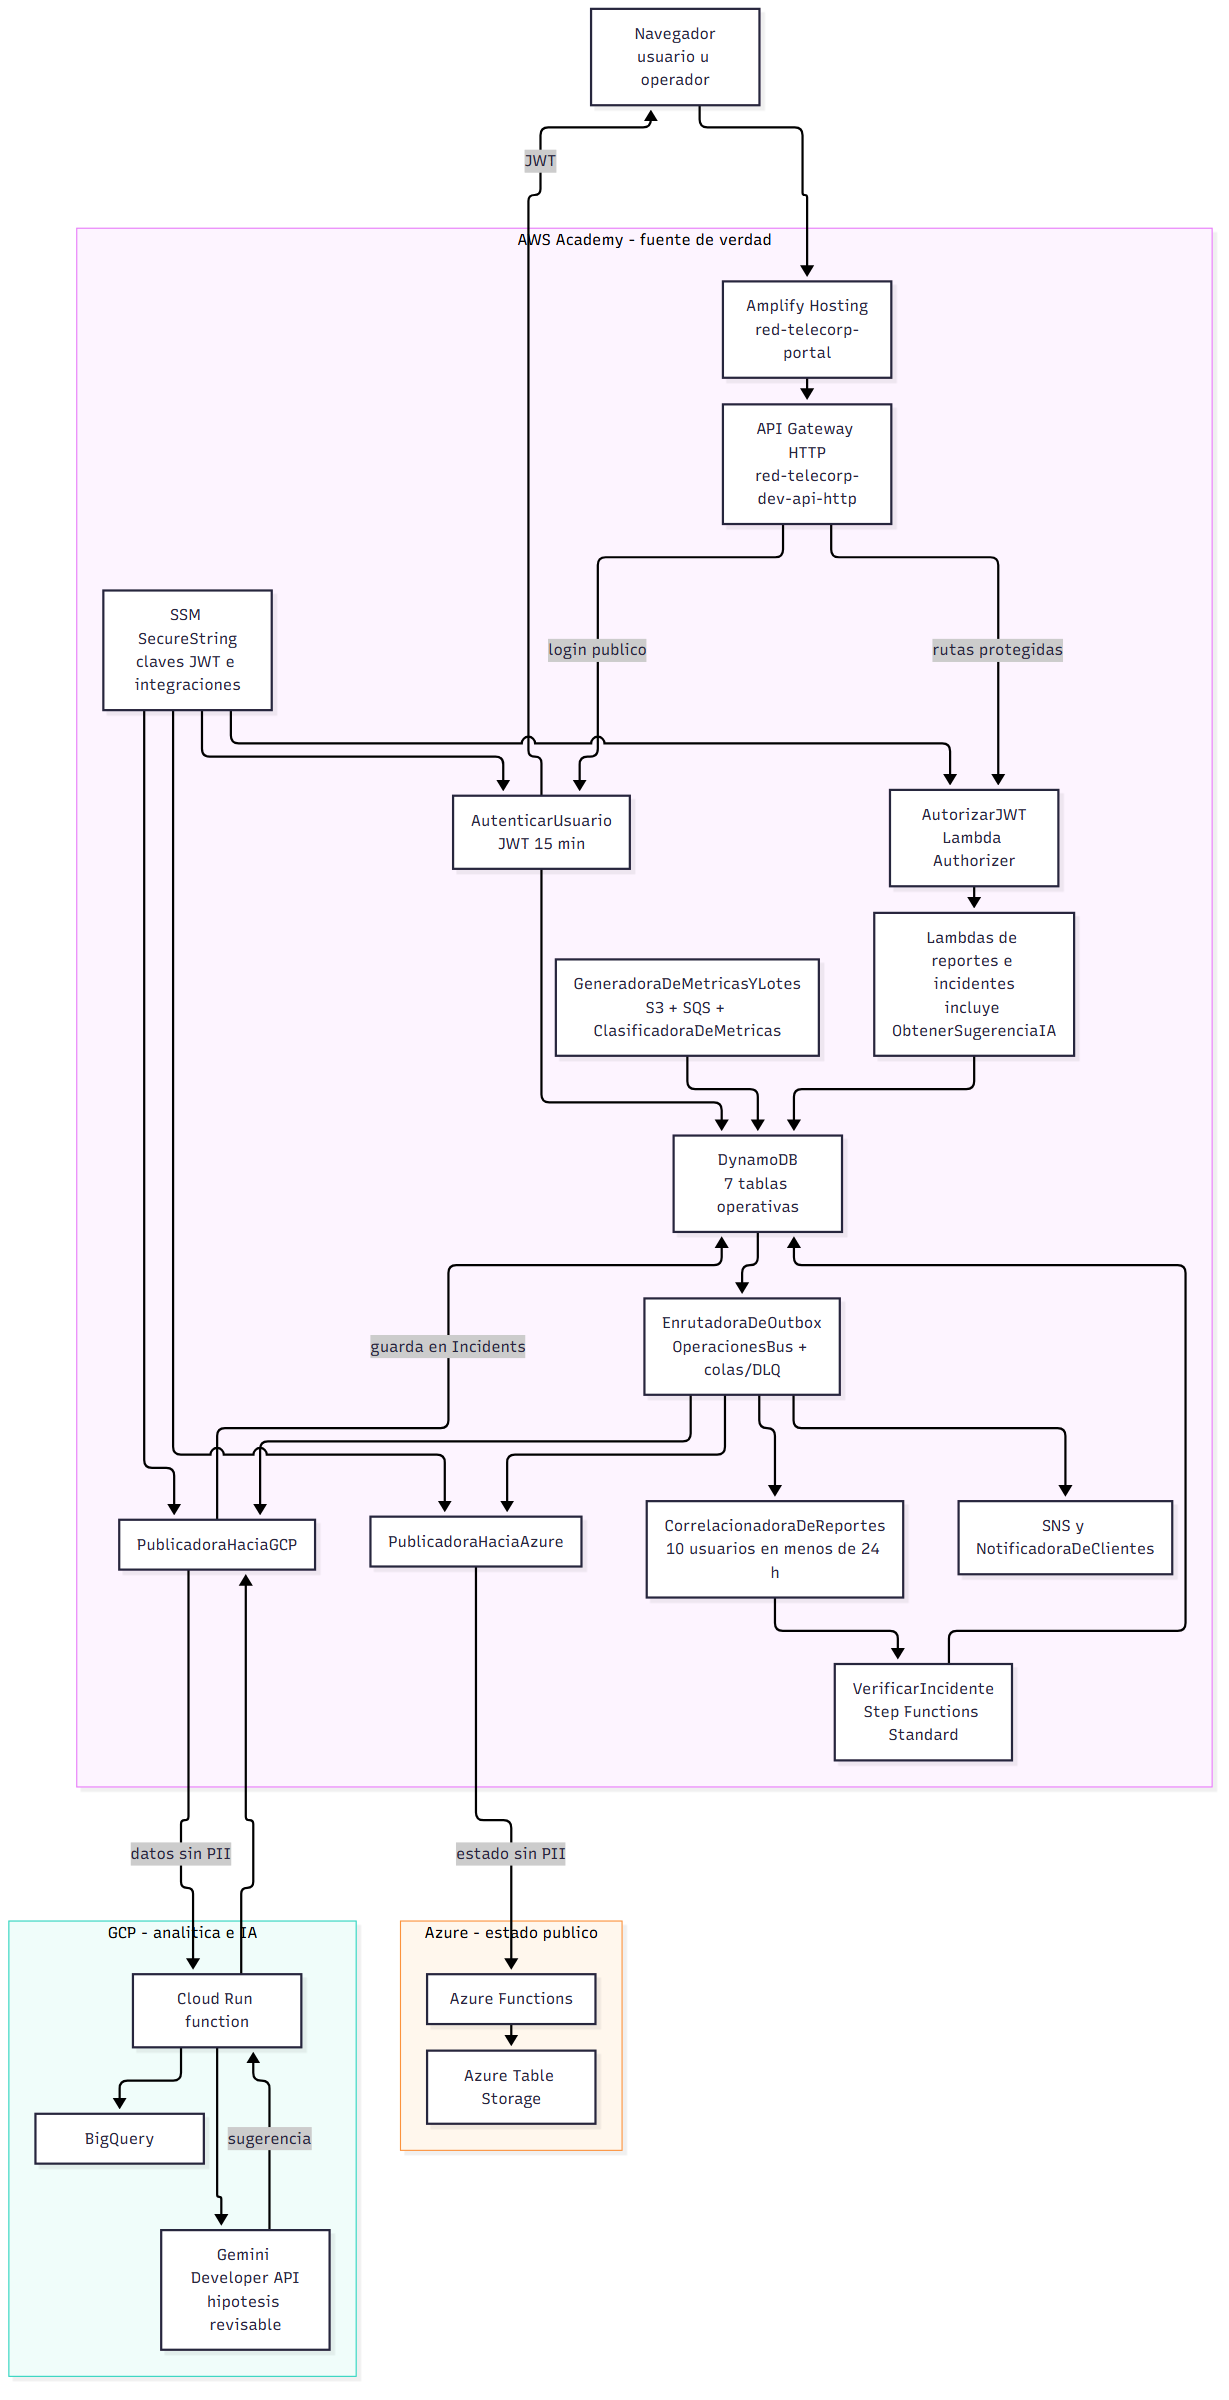 Navegador
usuario u
operador
JWT
AWS Academy - fuente de verdad
Amplify Hosting
red-telecorp-
portal
API Gateway
HTTP
red-telecorp-
dev-api-http
SSM
SecureString
claves JWT e
integraciones
login publico
rutas protegidas
AutenticarUsuario
JWT 15 min
AutorizarJWT
Lambda
Authorizer
GeneradoraDeMetricasYLotes
S3 + SQS +
ClasificadoraDeMetricas
Lambdas de
reportes e
incidentes
incluye
ObtenerSugerenciaIA
DynamoDB
7 tablas
operativas
guarda en Incidents
EnrutadoraDeOutbox
OperacionesBus +
colas/DLQ
PublicadoraHaciaGCP
PublicadoraHaciaAzure
CorrelacionadoraDeReportes
10 usuarios en menos de 24
h
SNS y
NotificadoraDeClientes
VerificarIncidente
Step Functions
Standard
datos sin PII
estado sin PII
GCP - analitica e IA
Cloud Run
function
BigQuery
sugerencia
Gemini
Developer API
hipotesis
revisable
Azure - estado publico
Azure Functions
Azure Table
Storage